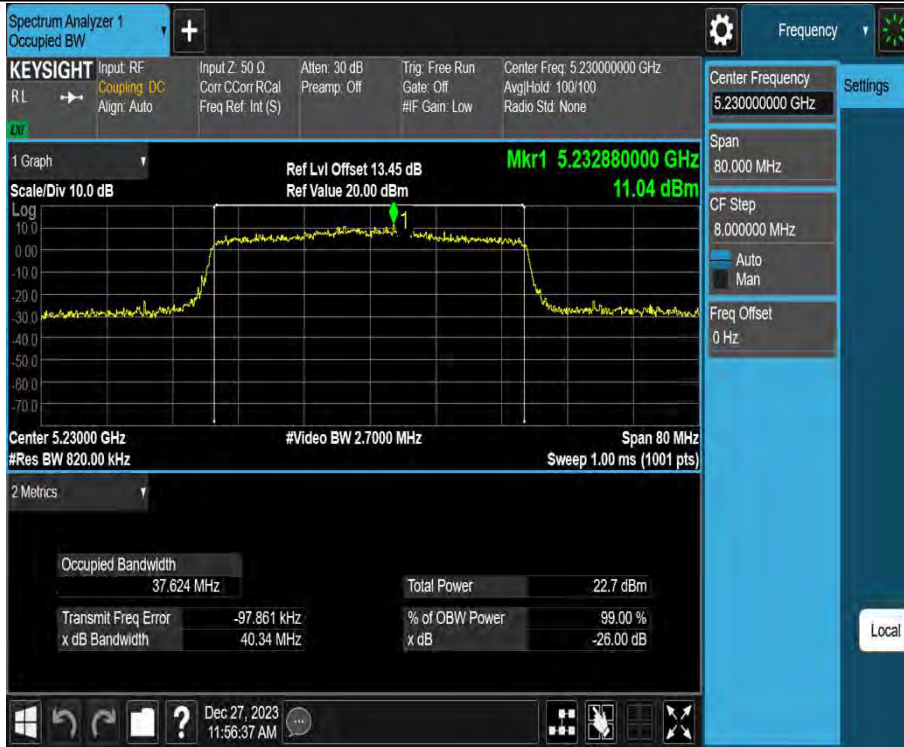 Spectrum Analyzer 1
Occupied BW
+
Frequency
KEYSIGHT
RL
LXI
Input: RF
Coupling: DC
Align: Auto
Input Z: 50 Ω
Corr CCorr RCal
Freq Ref: Int (S)
Atten: 30 dB
Preamp: Off
Trig: Free Run
Gate: Off
#IF Gain: Low
Center Freq: 5.230000000 GHz
Avg|Hold: 100/100
Radio Std: None
Center Frequency
5.230000000 GHz
Settings
Span
80.000 MHz
CF Step
8.000000 MHz
Auto
Man
Freq Offset
0 Hz
Local
1 Graph
Scale/Div 10.0 dB
Ref Lvl Offset 13.45 dB
Ref Value 20.00 dBm
Mkr1 5.232880000 GHz
11.04 dBm
Log
10.0
0.00
-10.0
-20.0
-30.0
-40.0
-50.0
-60.0
-70.0
1
Center 5.23000 GHz
#Video BW 2.7000 MHz
Span 80 MHz
#Res BW 820.00 kHz
Sweep 1.00 ms (1001 pts)
2 Metrics
Occupied Bandwidth
37.624 MHz
Total Power 22.7 dBm
Transmit Freq Error -97.861 kHz
% of OBW Power 99.00 %
x dB Bandwidth 40.34 MHz
x dB -26.00 dB
?
Dec 27, 2023
11:56:37 AM